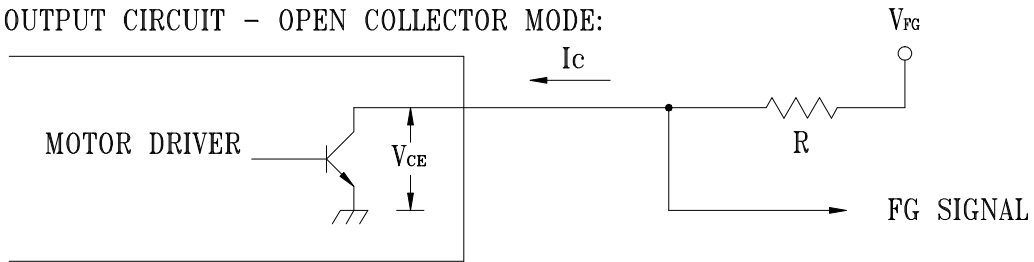 OUTPUT CIRCUIT - OPEN COLLECTOR MODE:
VFG
Ic
MOTOR DRIVER
VCE
R
FG SIGNAL